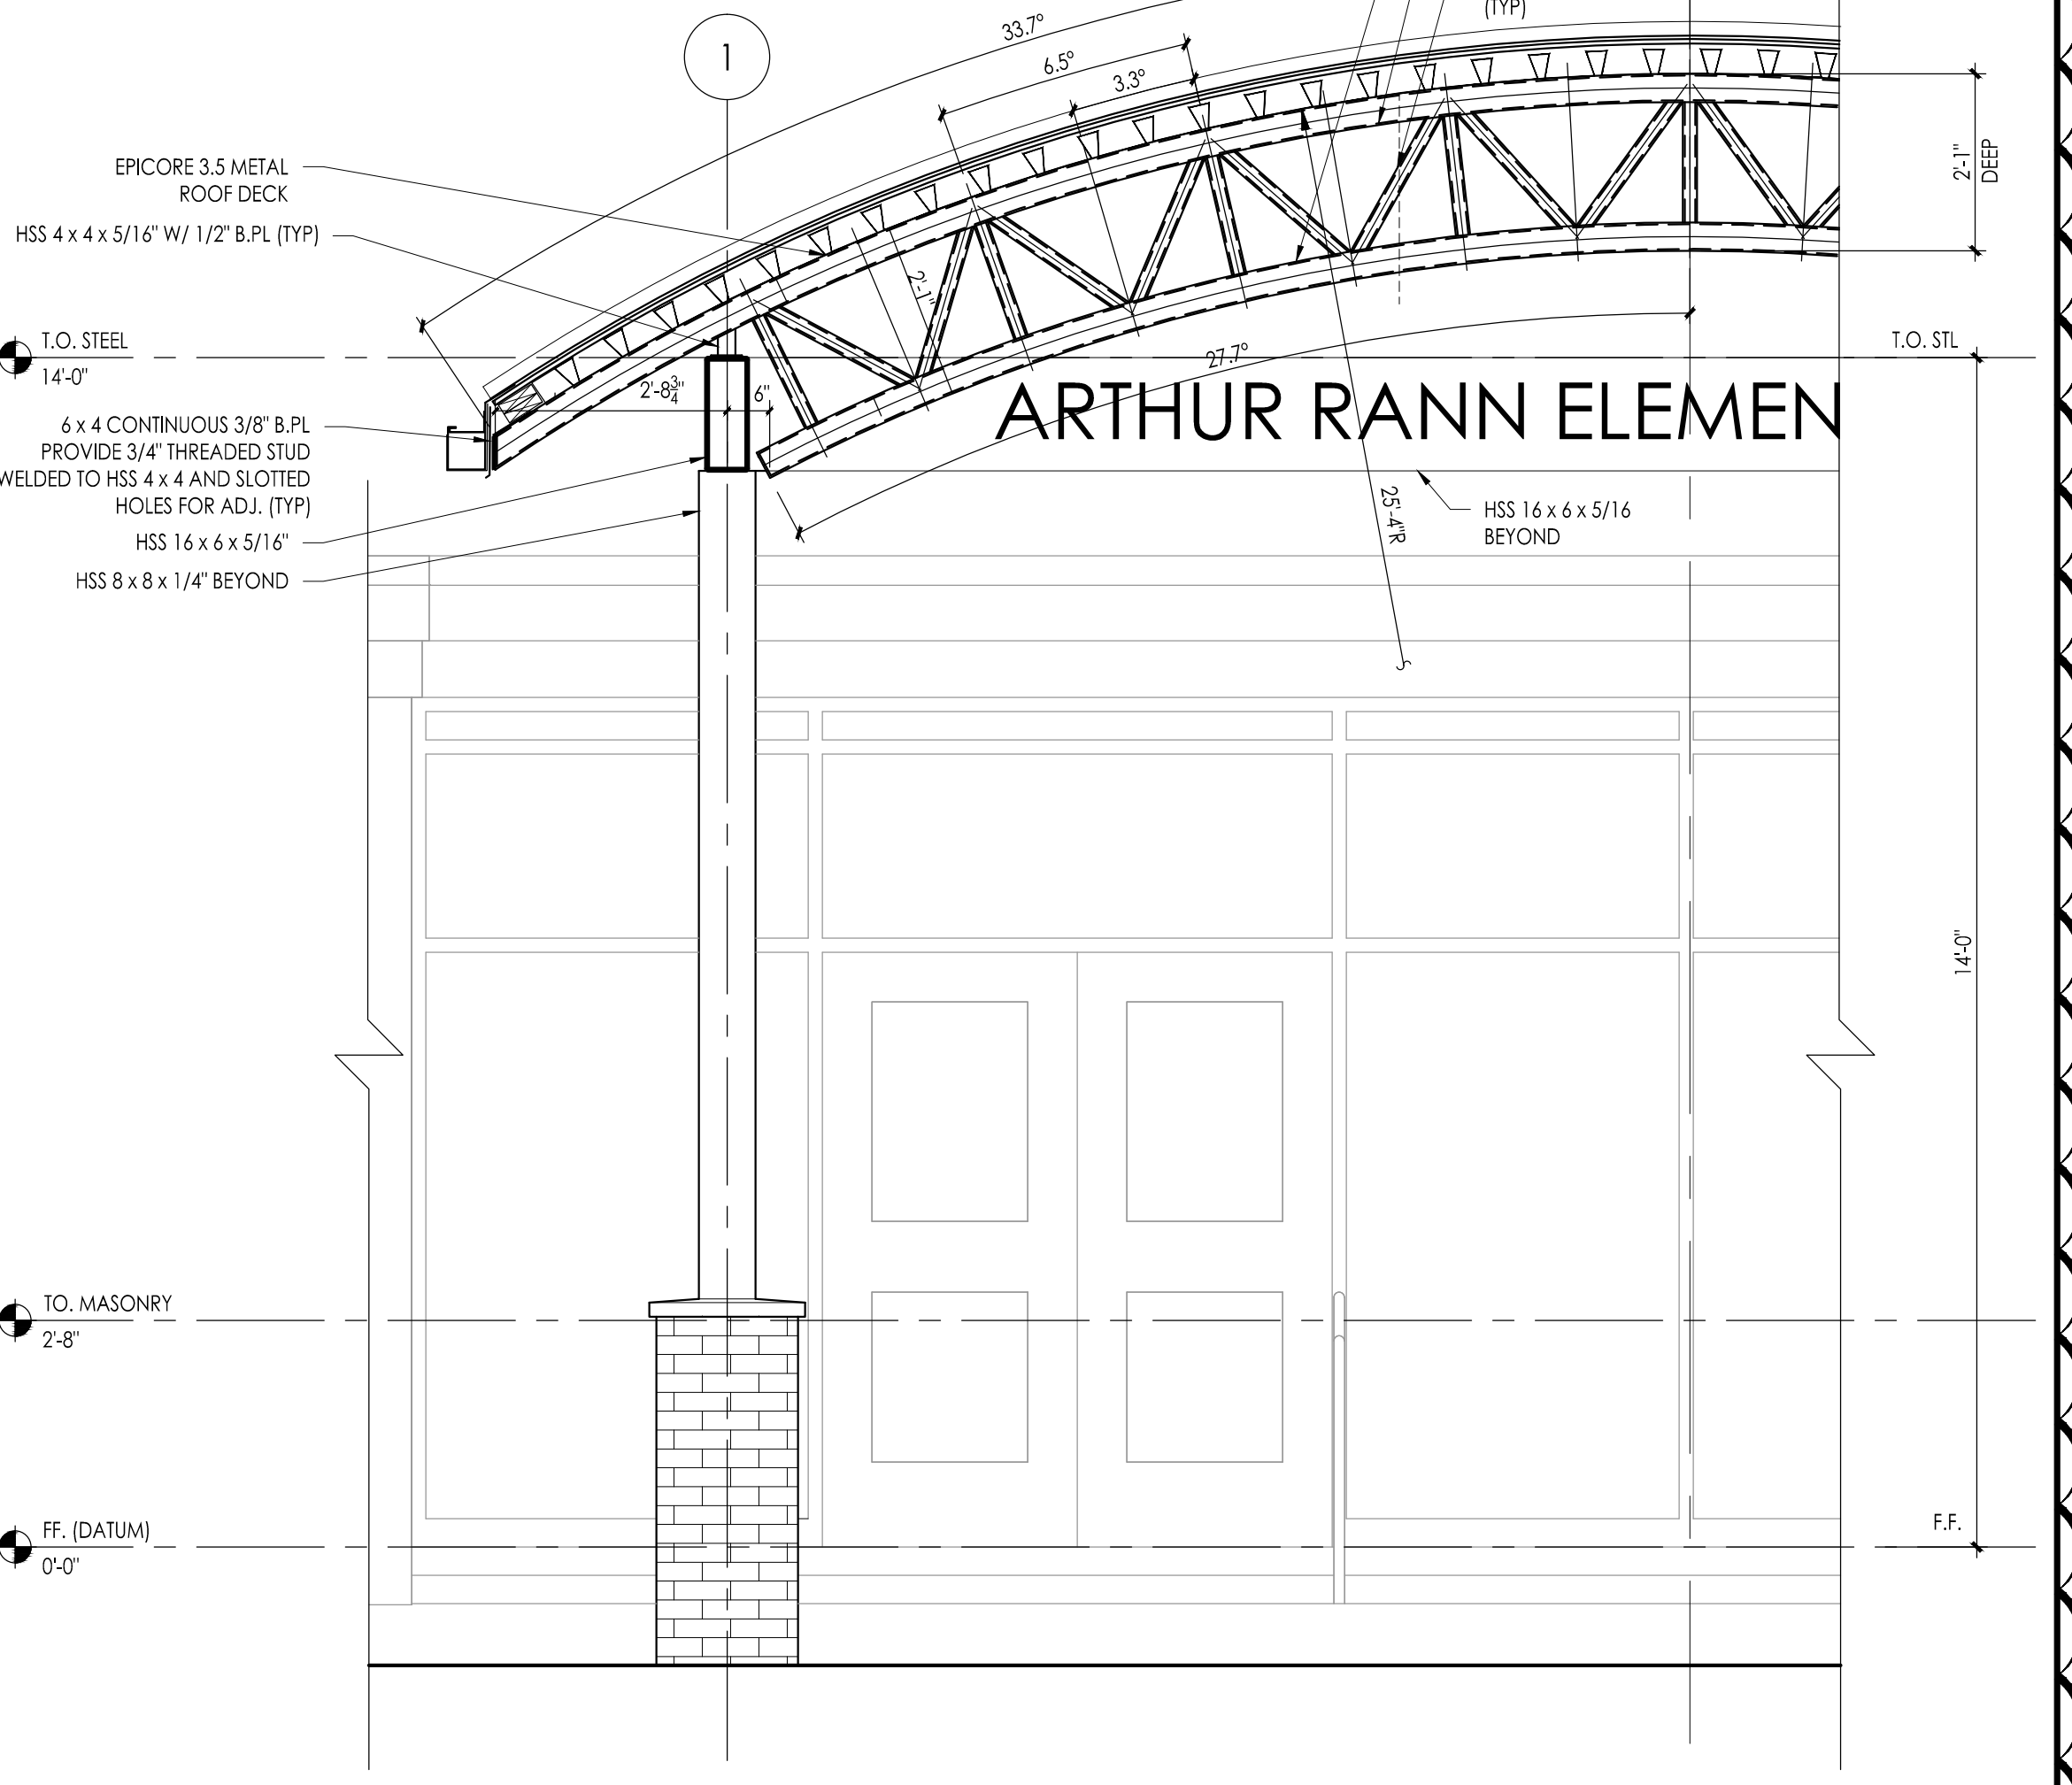 (TYP)
1
33.7°
6.5°
3.3°
EPICORE 3.5 METAL
ROOF DECK
HSS 4 x 4 x 5/16" W/ 1/2" B.PL (TYP)
2'-1"
DEEP
2'-1"
T.O. STEEL
14'-0"
T.O. STL
27.7°
2'-8 3/4"
6"
ARTHUR RANN ELEMEN
6 x 4 CONTINUOUS 3/8" B.PL
PROVIDE 3/4" THREADED STUD
WELDED TO HSS 4 x 4 AND SLOTTED
HOLES FOR ADJ. (TYP)
HSS 16 x 6 x 5/16"
HSS 8 x 8 x 1/4" BEYOND
25'-4"R
HSS 16 x 6 x 5/16
BEYOND
14'-0"
TO. MASONRY
2'-8"
FF. (DATUM)
0'-0"
F.F.